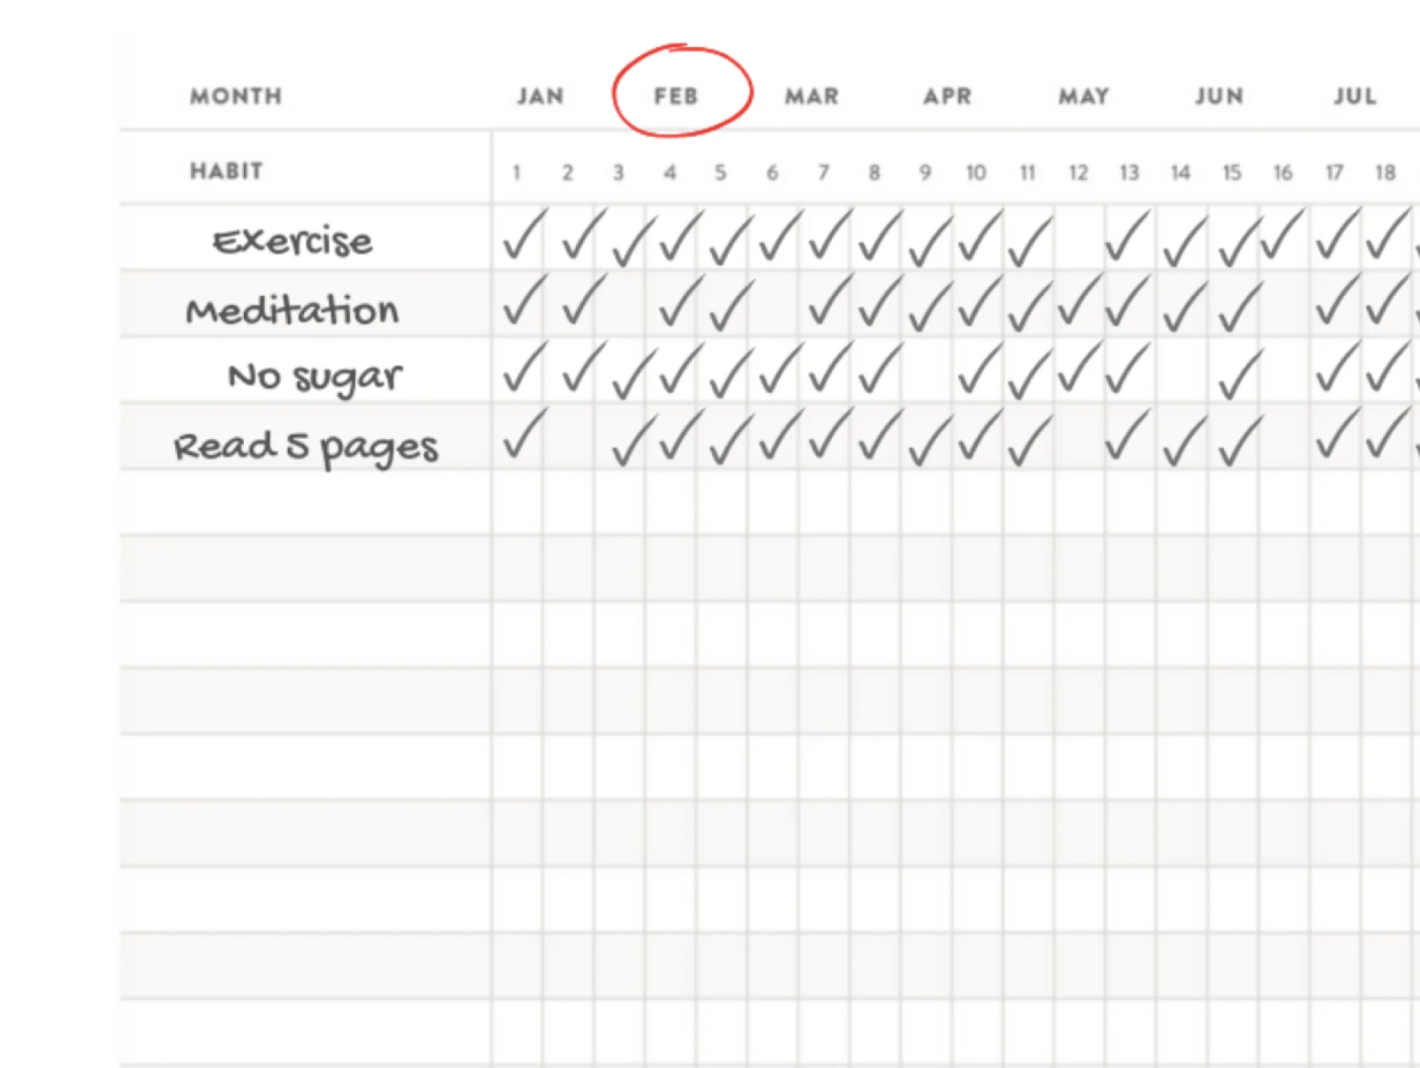 MONTH JAN FEB MAR APR MAY JUN JUL
HABIT 1 2 3 4 5 6 7 8 9 10 11 12 13 14 15 16 17 18
Exercise
Meditation
No sugar
Read 5 pages